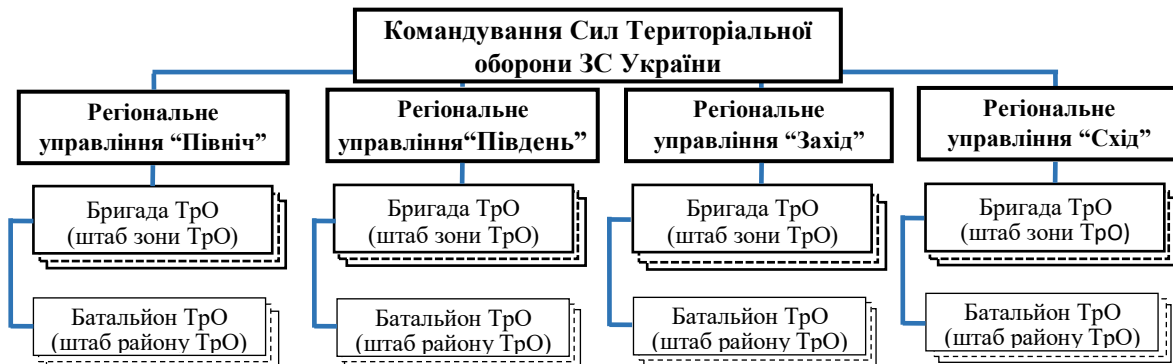 Командування Сил Територіальної
оборони ЗС України
Регіональне
управління “Північ”
Регіональне
управління“Південь”
Регіональне
управління “Захід”
Регіональне
управління “Схід”
Бригада ТрО
(штаб зони ТрО)
Бригада ТрО
(штаб зони ТрО)
Бригада ТрО
(штаб зони ТрО)
Бригада ТрО
(штаб зони ТрО)
Батальйон ТрО
(штаб району ТрО)
Батальйон ТрО
(штаб району ТрО)
Батальйон ТрО
(штаб району ТрО)
Батальйон ТрО
(штаб району ТрО)